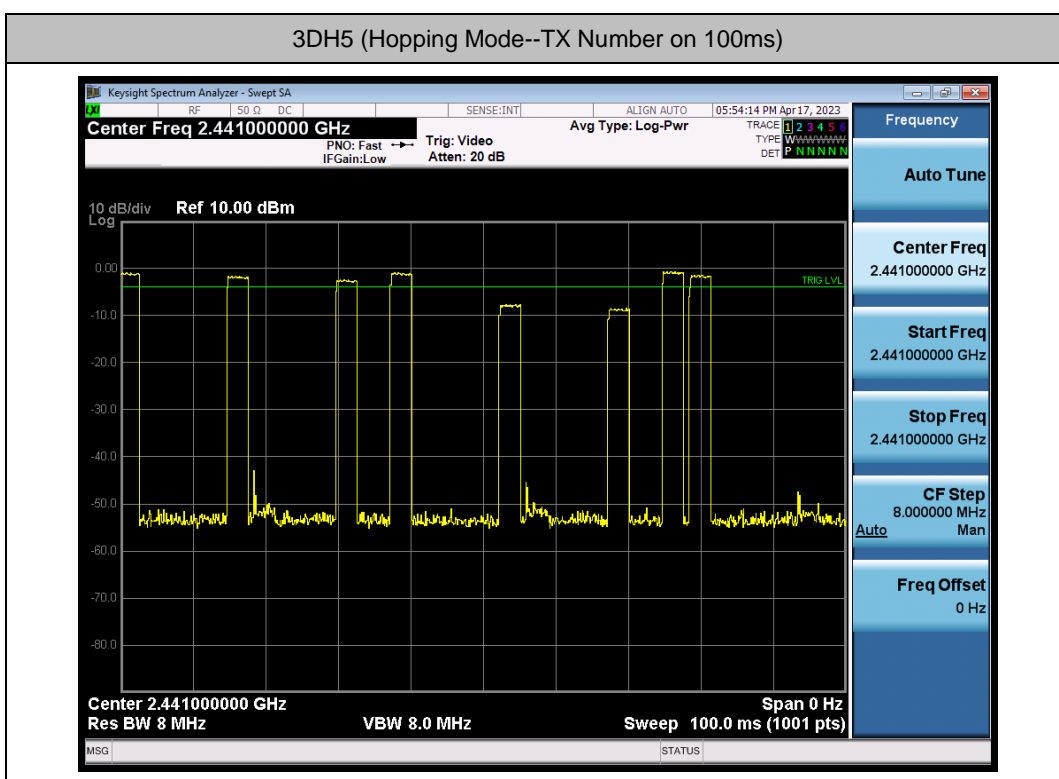 3DH5 (Hopping Mode--TX Number on 100ms)
Keysight Spectrum Analyzer - Swept SA
LXI RF 50 Ω DC SENSE:INT ALIGN AUTO 05:54:14 PM Apr 17, 2023
Center Freq 2.441000000 GHz
PNO: Fast
IFGain:Low
Trig: Video
Atten: 20 dB
Avg Type: Log-Pwr
TRACE 1 2 3 4 5 6
TYPE WWWWWW
DET P N N N N N
10 dB/div Ref 10.00 dBm
Log
0.00
TRIG LVL
-10.0
-20.0
-30.0
-40.0
-50.0
-60.0
-70.0
-80.0
Center 2.441000000 GHz Span 0 Hz
Res BW 8 MHz VBW 8.0 MHz Sweep 100.0 ms (1001 pts)
MSG STATUS
Frequency
Auto Tune
Center Freq
2.441000000 GHz
Start Freq
2.441000000 GHz
Stop Freq
2.441000000 GHz
CF Step
8.000000 MHz
Auto Man
Freq Offset
0 Hz